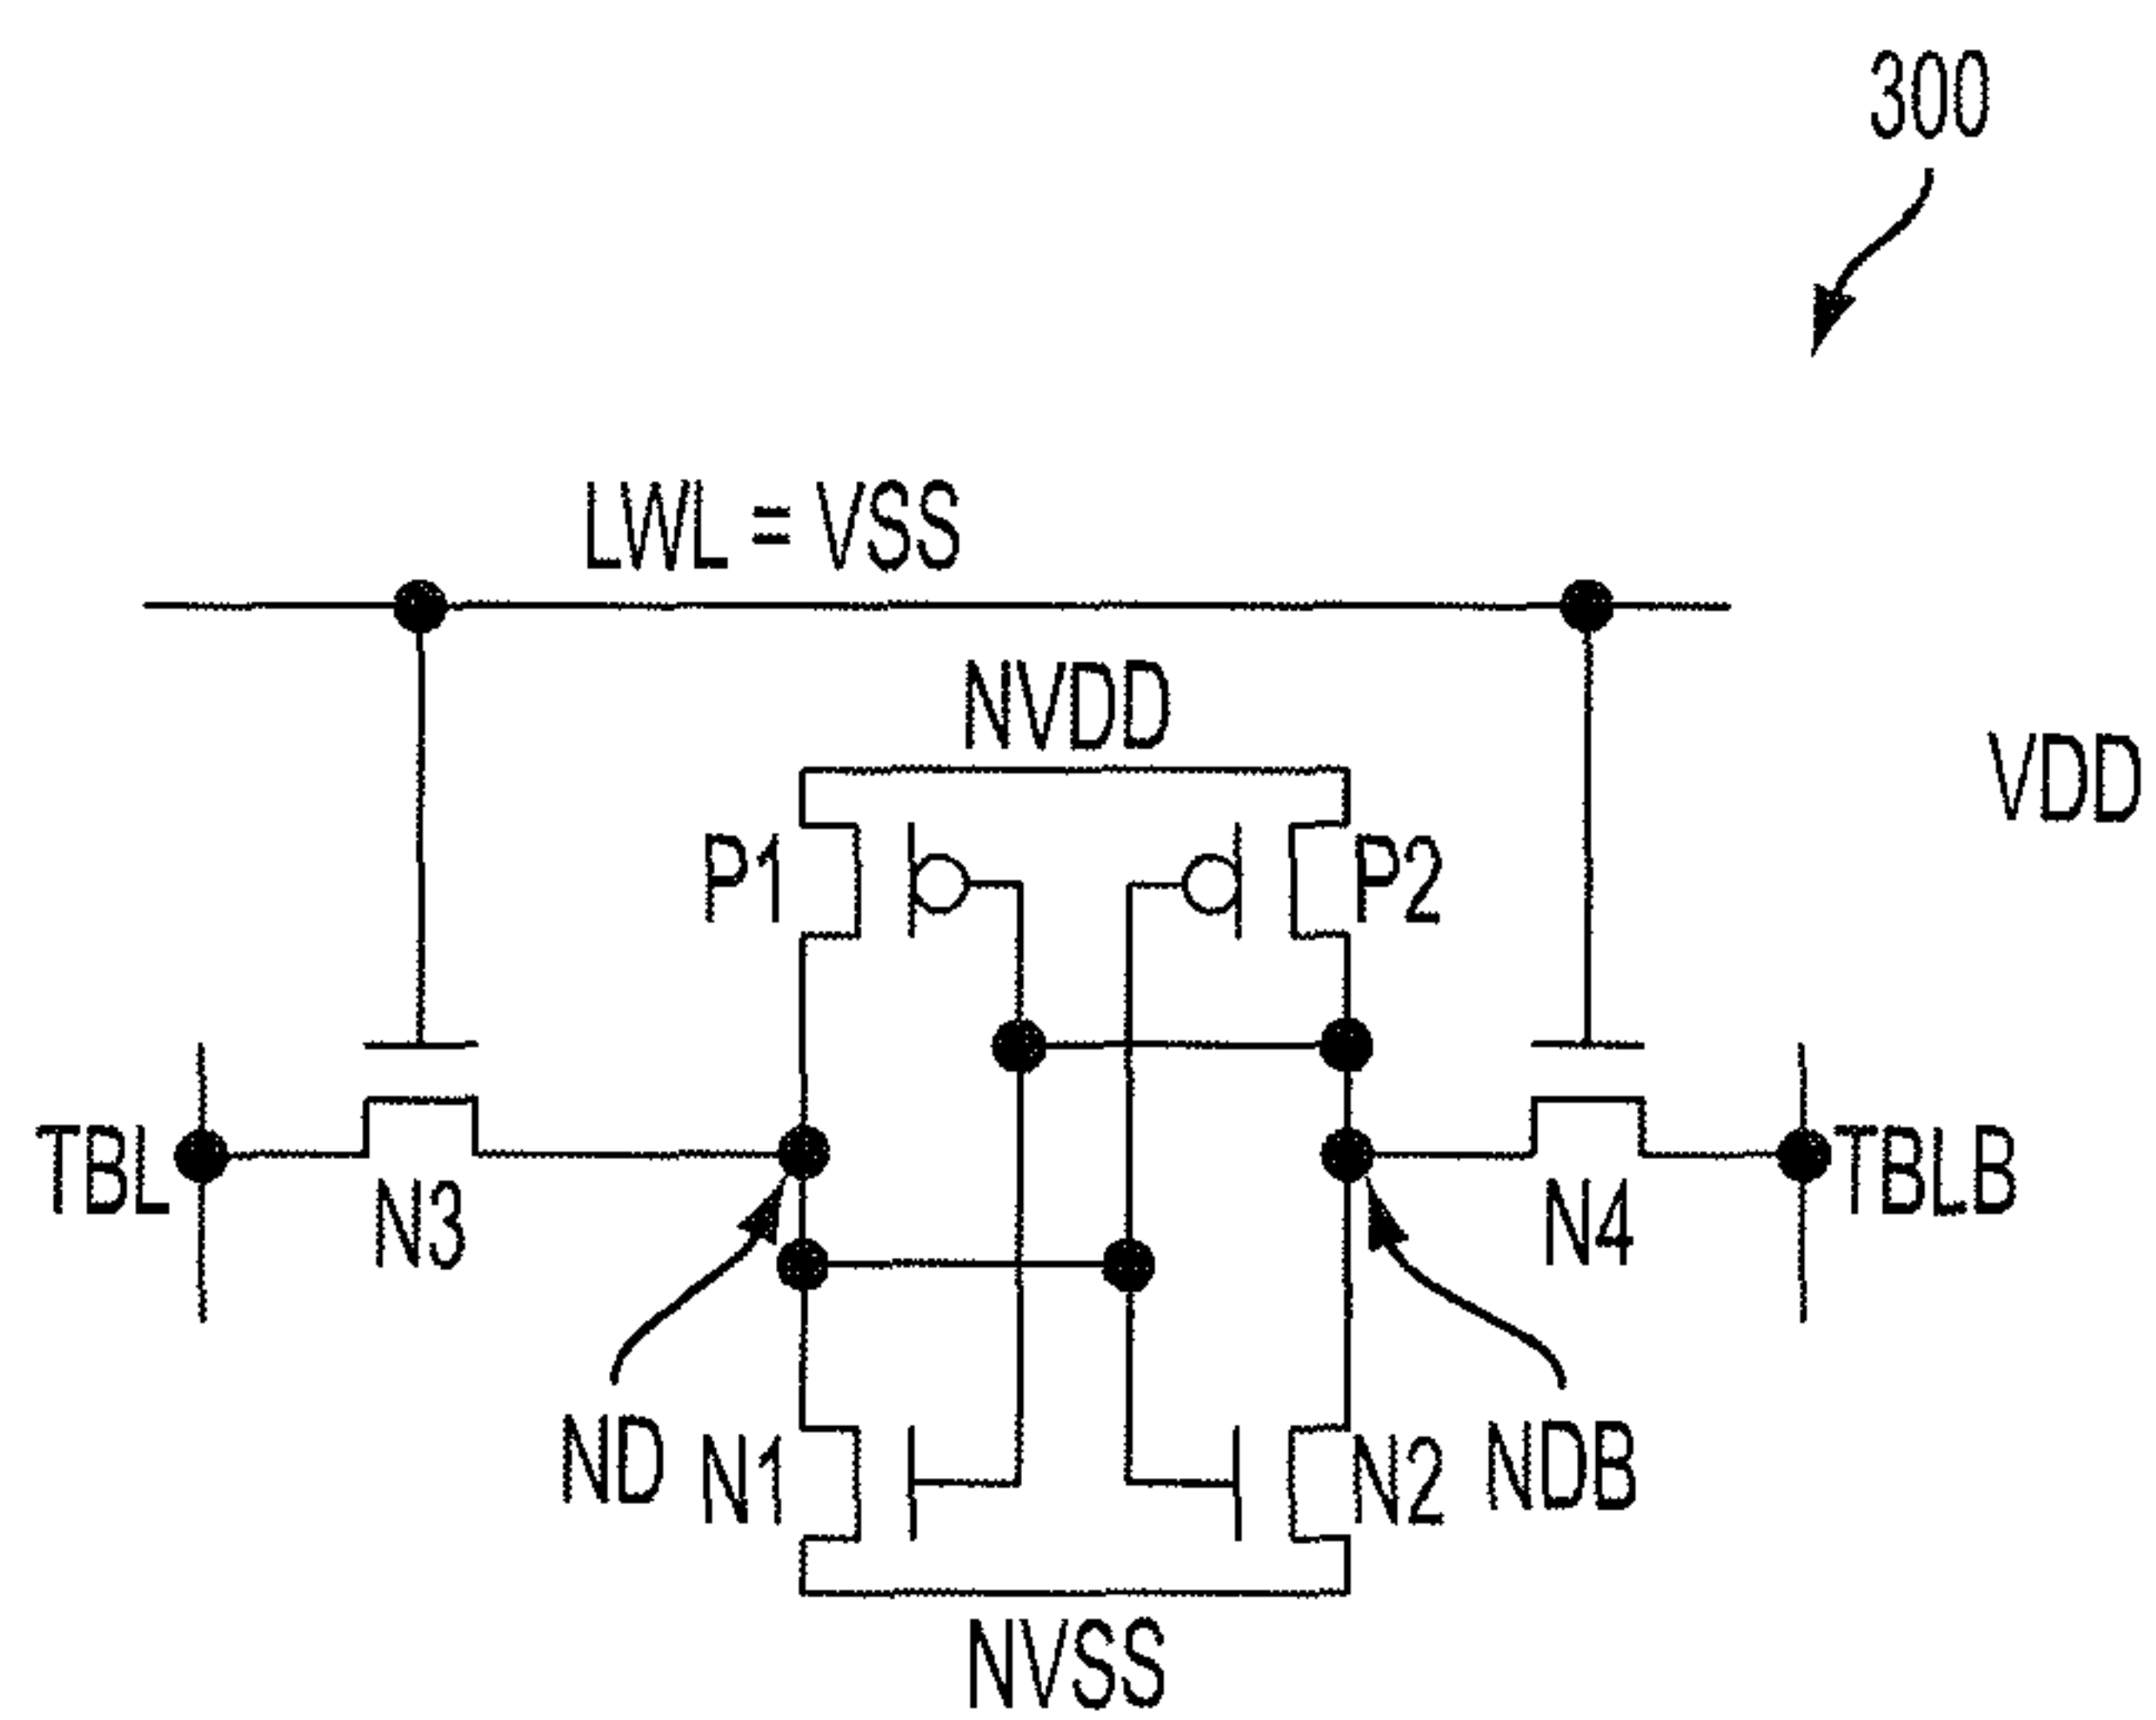 300
LWL = VSS
NVDD
VDD
P1
P2
TBL
N3
N4
TBLB
ND
N1
N2
NDB
NVSS